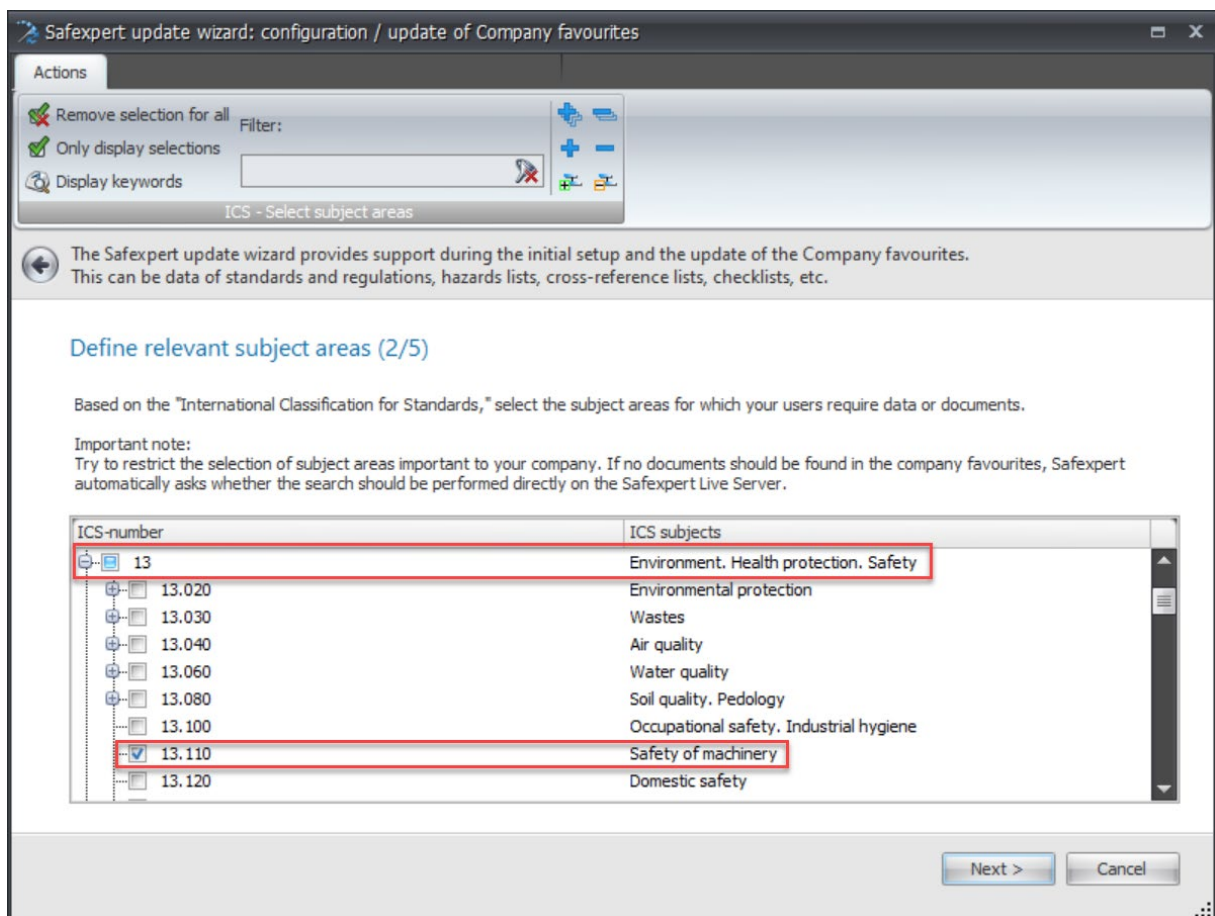 Safexpert update wizard: configuration / update of Company favourites
Actions
Remove selection for all
Filter:
Only display selections
Display keywords
ICS - Select subject areas
The Safexpert update wizard provides support during the initial setup and the update of the Company favourites.
This can be data of standards and regulations, hazards lists, cross-reference lists, checklists, etc.
Define relevant subject areas (2/5)
Based on the "International Classification for Standards," select the subject areas for which your users require data or documents.
Important note:
Try to restrict the selection of subject areas important to your company. If no documents should be found in the company favourites, Safexpert
automatically asks whether the search should be performed directly on the Safexpert Live Server.
ICS-number ICS subjects
13 Environment. Health protection. Safety
13.020 Environmental protection
13.030 Wastes
13.040 Air quality
13.060 Water quality
13.080 Soil quality. Pedology
13.100 Occupational safety. Industrial hygiene
13.110 Safety of machinery
13.120 Domestic safety
Next > Cancel